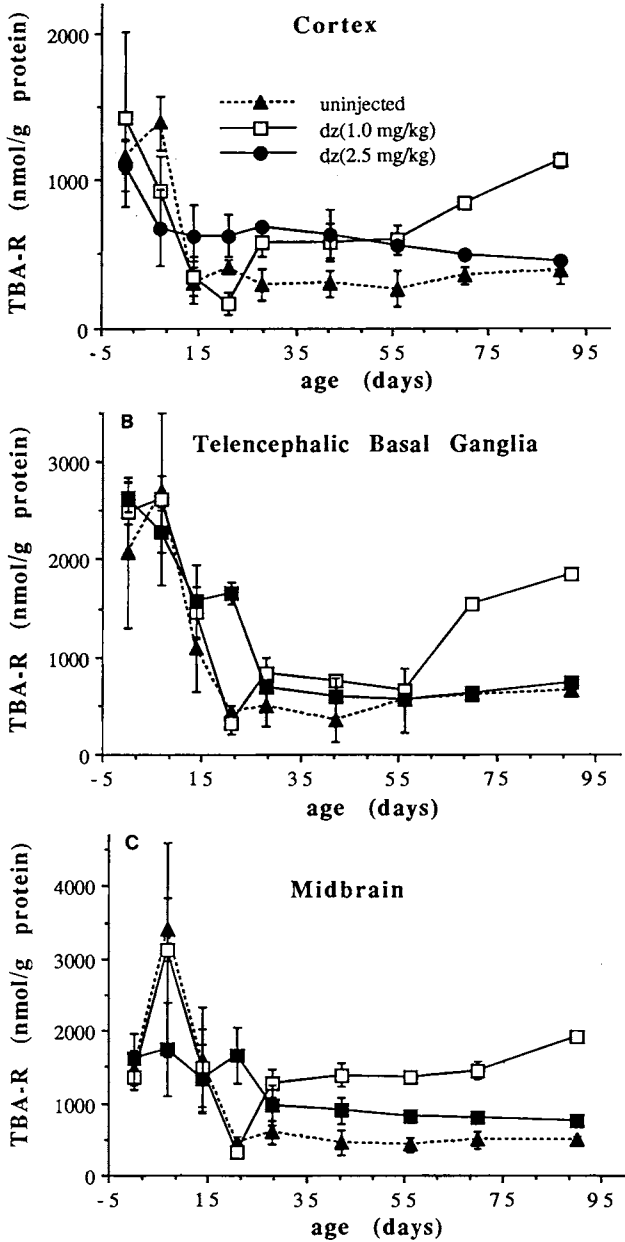 Cortex
TBA-R (nmol/g protein)
2000
1000
0
uninjected
dz(1.0 mg/kg)
dz(2.5 mg/kg)
-5 15 35 55 75 95
age (days)
B
Telencephalic Basal Ganglia
TBA-R (nmol/g protein)
3000
2000
1000
0
-5 15 35 55 75 95
age (days)
C
Midbrain
TBA-R (nmol/g protein)
4000
3000
2000
1000
0
-5 15 35 55 75 95
age (days)